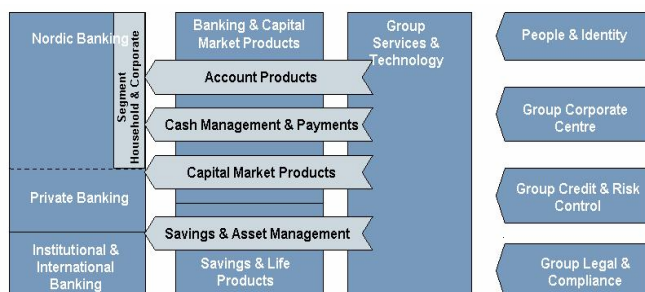 Nordic Banking
Segment
Household & Corporate
Private Banking
Institutional &
International
Banking
Banking & Capital
Market Products
Account Products
Cash Management & Payments
Capital Market Products
Savings & Asset Management
Savings & Life
Products
Group
Services &
Technology
People & Identity
Group Corporate
Centre
Group Credit & Risk
Control
Group Legal &
Compliance